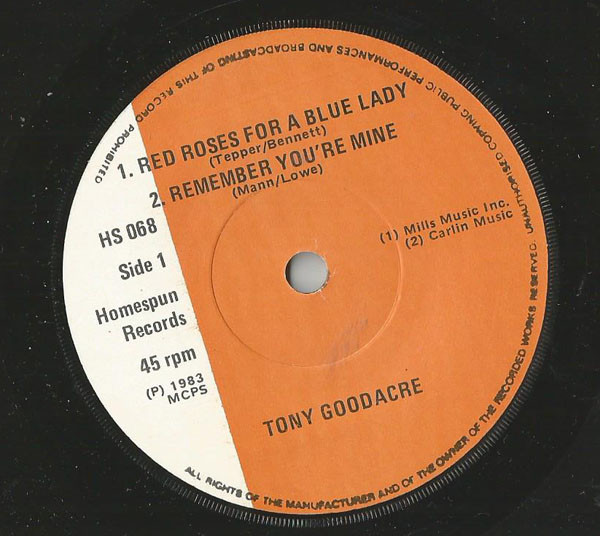 1. RED ROSES FOR A BLUE LADY
(Tepper/Bennett)
2. REMEMBER YOU'RE MINE
(Mann/Lowe)
HS 068
Side 1
Homespun
Records
45 rpm
(P) 1983
MCPS
(1) Mills Music Inc.
(2) Carlin Music
TONY GOODACRE
ALL RIGHTS OF THE MANUFACTURER AND OF THE OWNER OF THE RECORDED WORKS RESERVED. UNAUTHORISED COPYING PUBLIC PERFORMANCES AND BROADCASTING OF THIS RECORD PROHIBITED